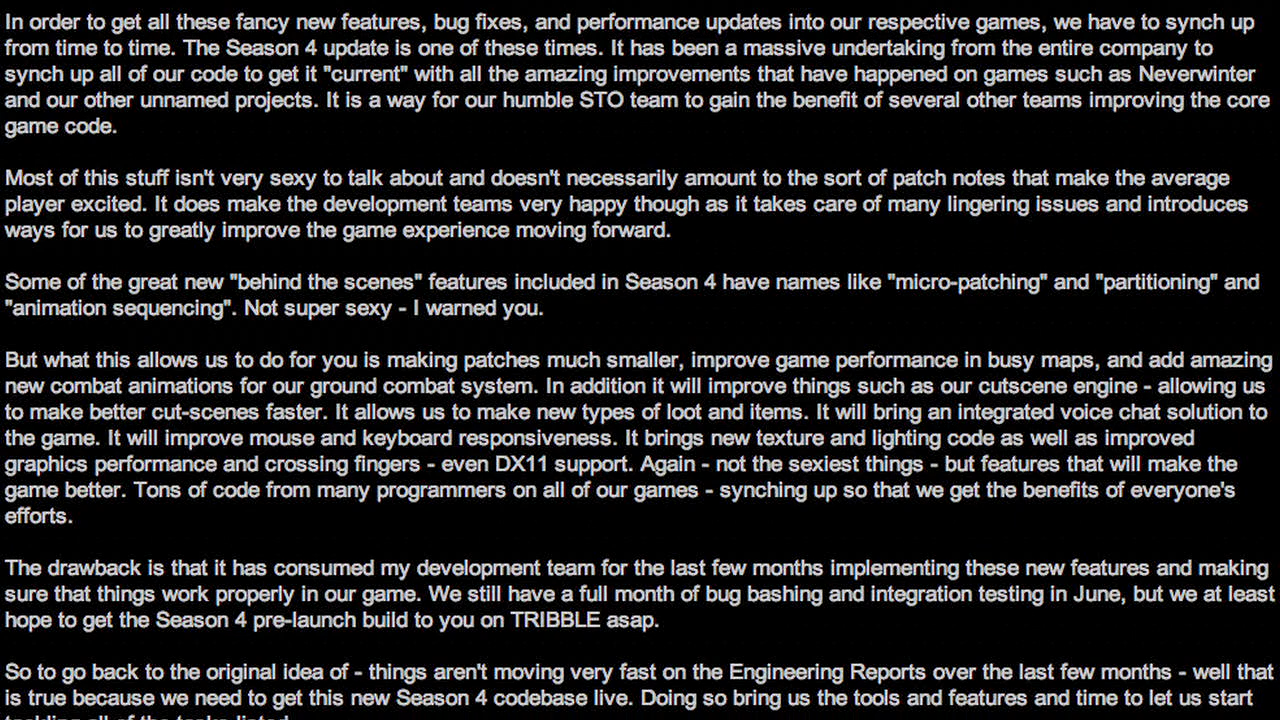 In order to get all these fancy new features, bug fixes, and performance updates into our respective games, we have to synch up
from time to time. The Season 4 update is one of these times. It has been a massive undertaking from the entire company to
synch up all of our code to get it "current" with all the amazing improvements that have happened on games such as Neverwinter
and our other unnamed projects. It is a way for our humble STO team to gain the benefit of several other teams improving the core
game code.
Most of this stuff isn't very sexy to talk about and doesn't necessarily amount to the sort of patch notes that make the average
player excited. It does make the development teams very happy though as it takes care of many lingering issues and introduces
ways for us to greatly improve the game experience moving forward.
Some of the great new "behind the scenes" features included in Season 4 have names like "micro-patching" and "partitioning" and
"animation sequencing". Not super sexy - I warned you.
But what this allows us to do for you is making patches much smaller, improve game performance in busy maps, and add amazing
new combat animations for our ground combat system. In addition it will improve things such as our cutscene engine - allowing us
to make better cut-scenes faster. It allows us to make new types of loot and items. It will bring an integrated voice chat solution to
the game. It will improve mouse and keyboard responsiveness. It brings new texture and lighting code as well as improved
graphics performance and crossing fingers - even DX11 support. Again - not the sexiest things - but features that will make the
game better. Tons of code from many programmers on all of our games - synching up so that we get the benefits of everyone's
efforts.
The drawback is that it has consumed my development team for the last few months implementing these new features and making
sure that things work properly in our game. We still have a full month of bug bashing and integration testing in June, but we at least
hope to get the Season 4 pre-launch build to you on TRIBBLE asap.
So to go back to the original idea of - things aren't moving very fast on the Engineering Reports over the last few months - well that
is true because we need to get this new Season 4 codebase live. Doing so bring us the tools and features and time to let us start